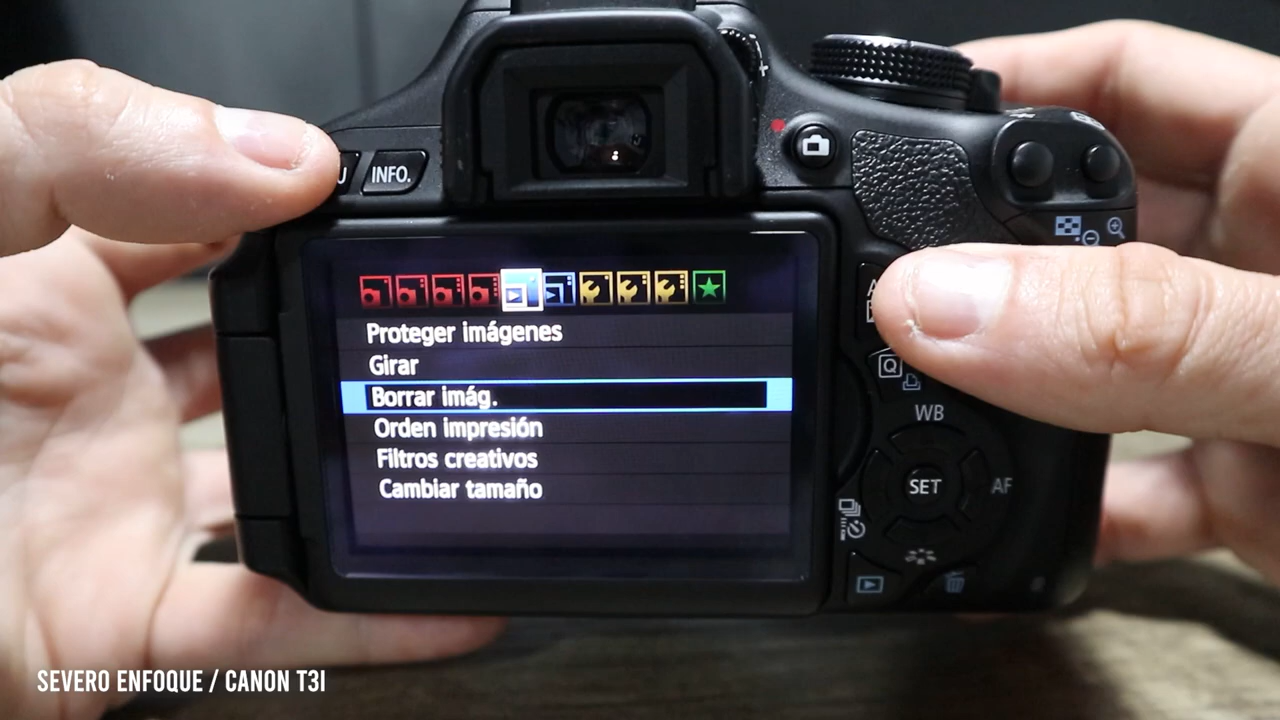 INFO.
Proteger imágenes
Girar
Borrar imág.
Orden impresión
Filtros creativos
Cambiar tamaño
Q
WB
SET
AF
SEVERO ENFOQUE / CANON T3I